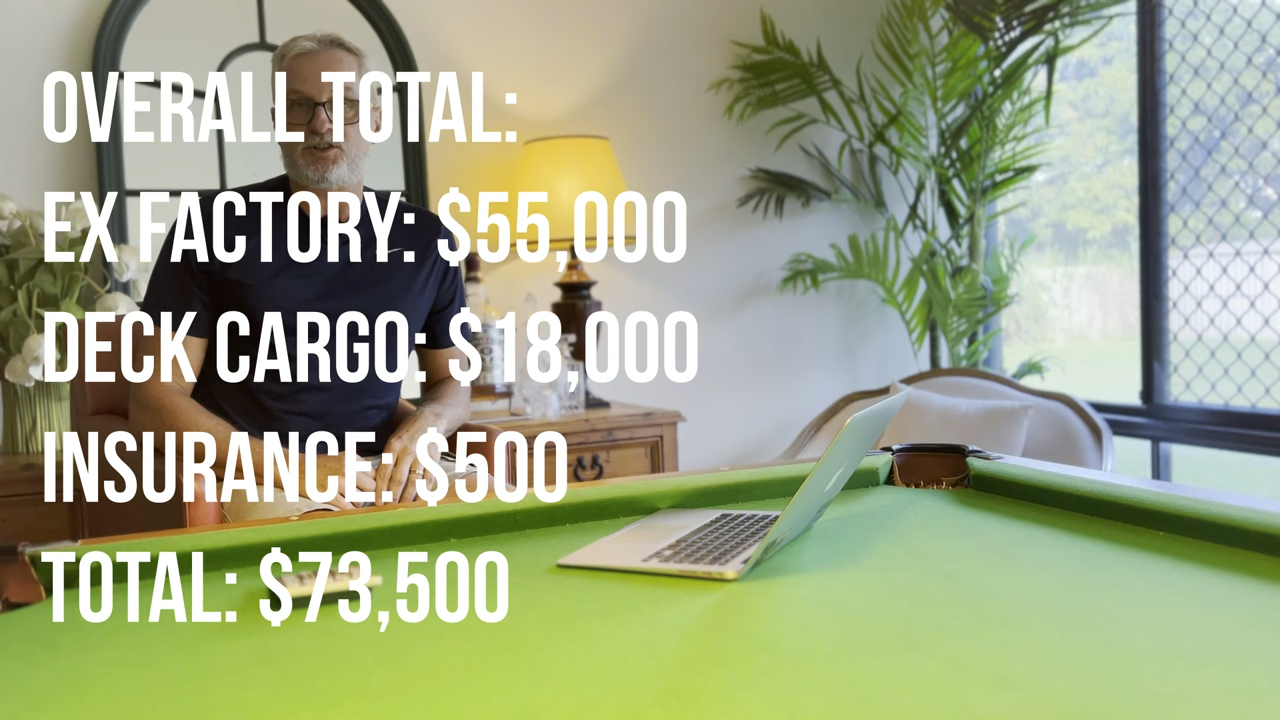 OVERALL TOTAL:
EX FACTORY: $55,000
DECK CARGO: $18,000
INSURANCE: $500
TOTAL: $73,500